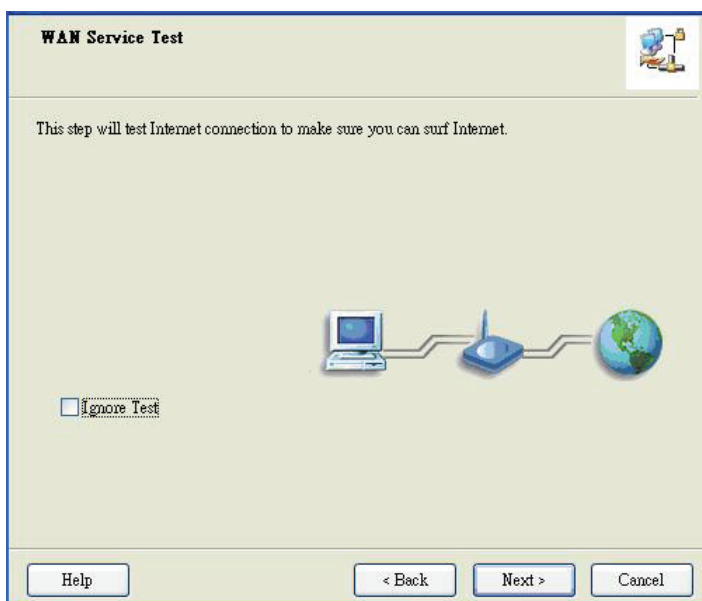 WAN Service Test
This step will test Internet connection to make sure you can surf Internet.
Ignore Test
Help
< Back
Next >
Cancel